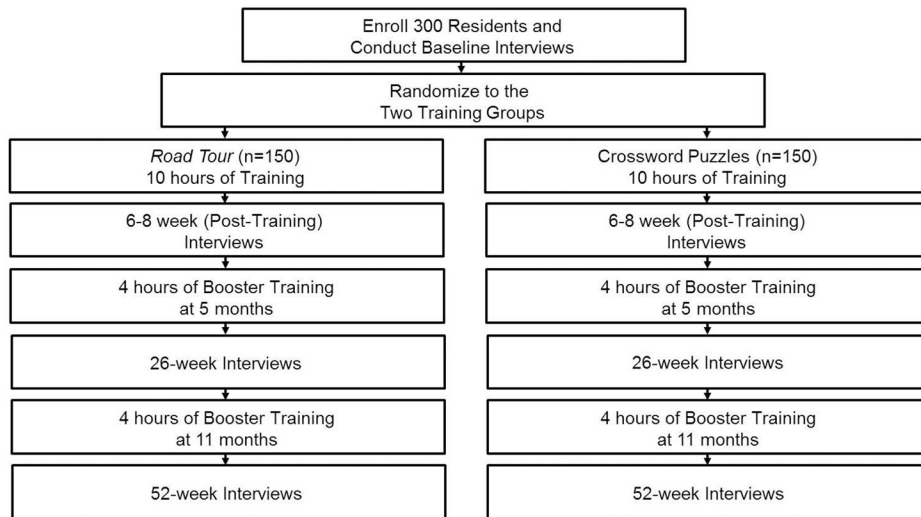 Enroll 300 Residents and
Conduct Baseline Interviews
Randomize to the
Two Training Groups
Road Tour (n=150)
10 hours of Training
Crossword Puzzles (n=150)
10 hours of Training
6-8 week (Post-Training)
Interviews
6-8 week (Post-Training)
Interviews
4 hours of Booster Training
at 5 months
4 hours of Booster Training
at 5 months
26-week Interviews
26-week Interviews
4 hours of Booster Training
at 11 months
4 hours of Booster Training
at 11 months
52-week Interviews
52-week Interviews